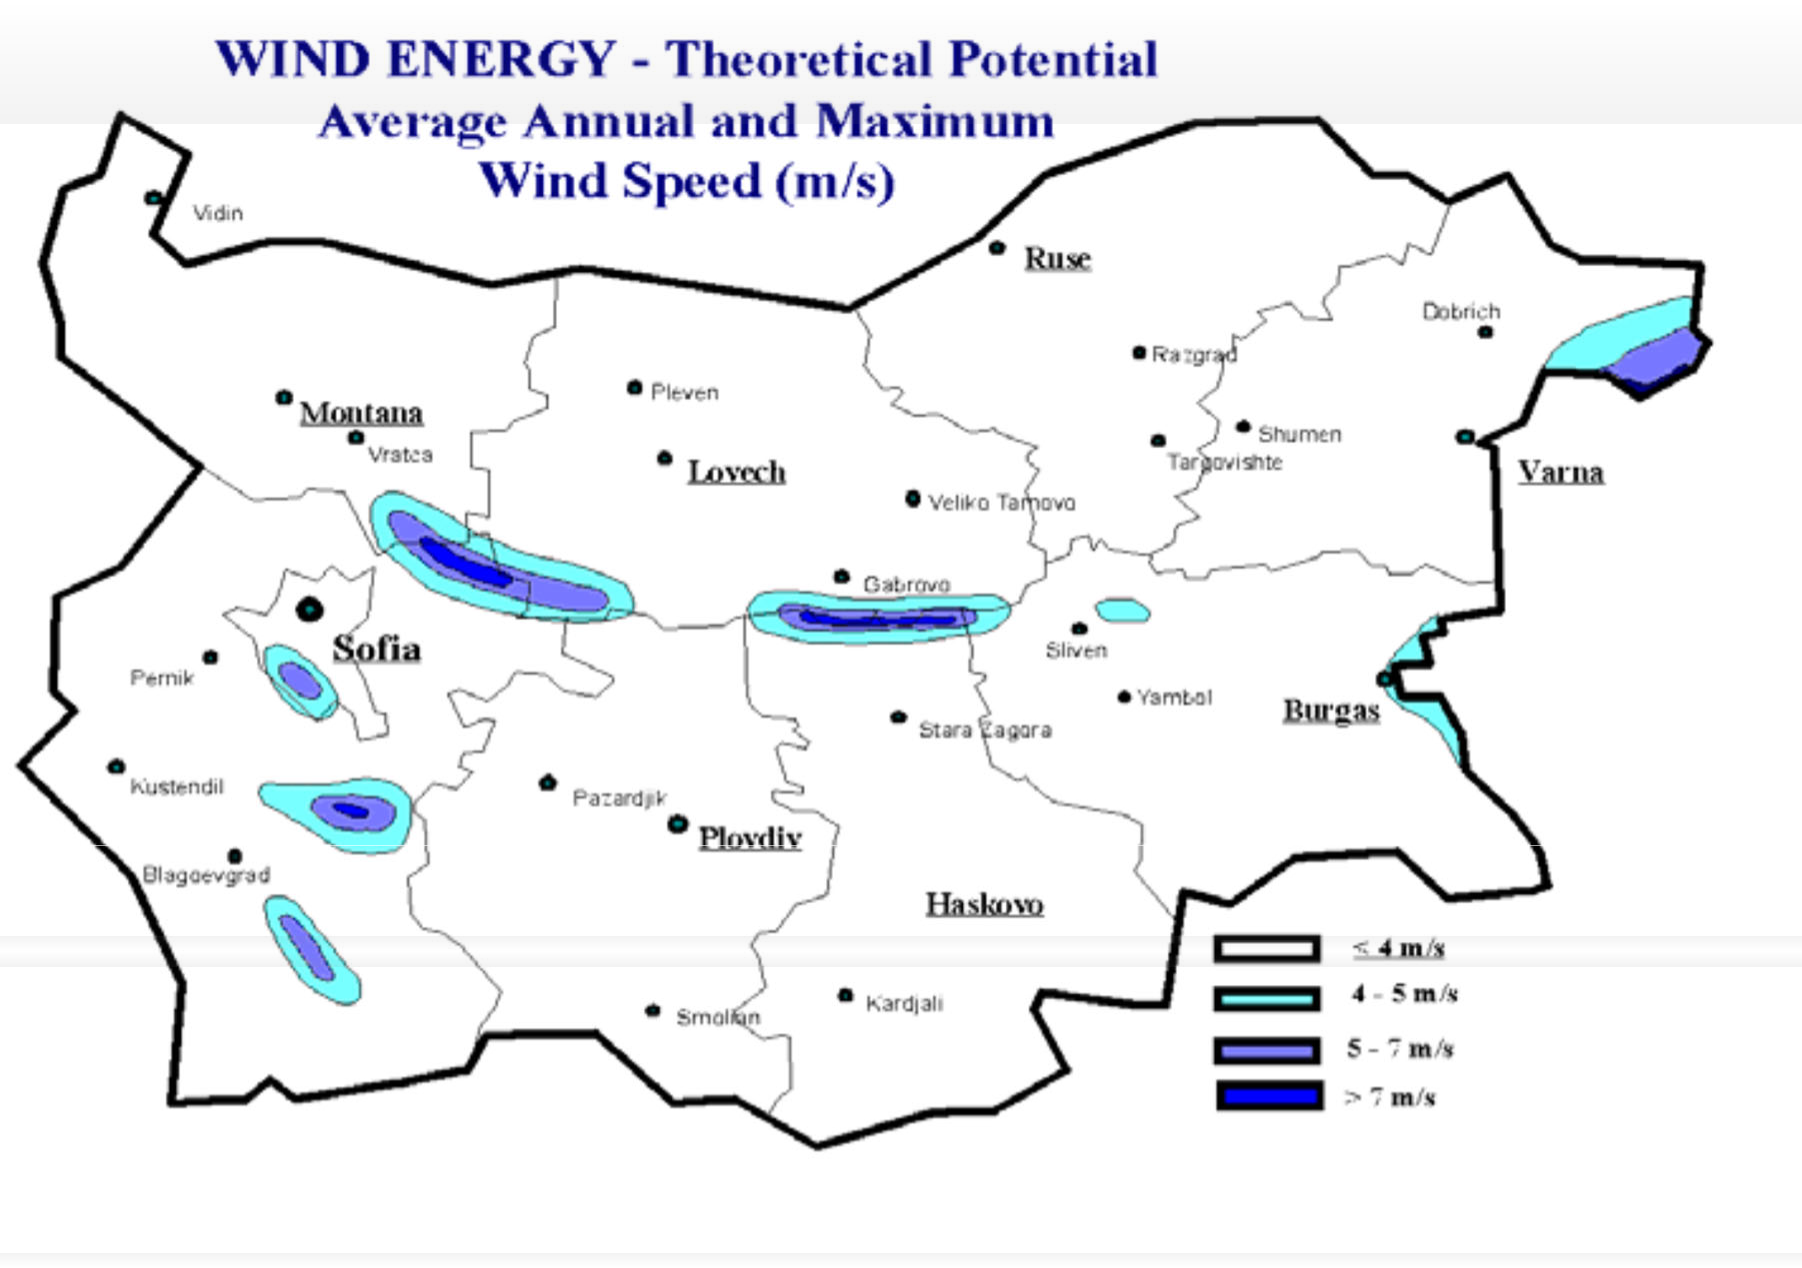 WIND ENERGY - Theoretical Potential
Average Annual and Maximum
Wind Speed (m/s)
Vidin
Ruse
Dobrich
Razgrad
Pleven
Montana
Vratca
Shumen
Targovishte
Lovech
Varna
Veliko Tarnovo
Gabrovo
Sofia
Sliven
Pernik
Yambol
Burgas
Stara Zagora
Kustendil
Pazardjik
Plovdiv
Blagoevgrad
Haskovo
≤ 4 m/s
4 - 5 m/s
Kardjali
Smolian
5 - 7 m/s
> 7 m/s